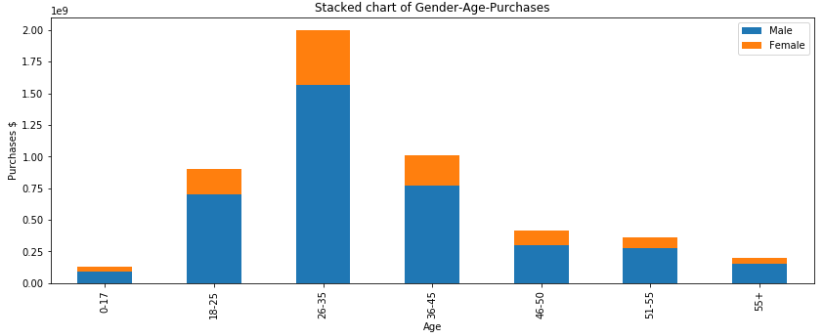 Stacked chart of Gender-Age-Purchases
1e9
Male
Female
2.00
1.75
1.50
1.25
1.00
0.75
0.50
0.25
0.00
Purchases $
0-17
18-25
26-35
36-45
46-50
51-55
55+
Age